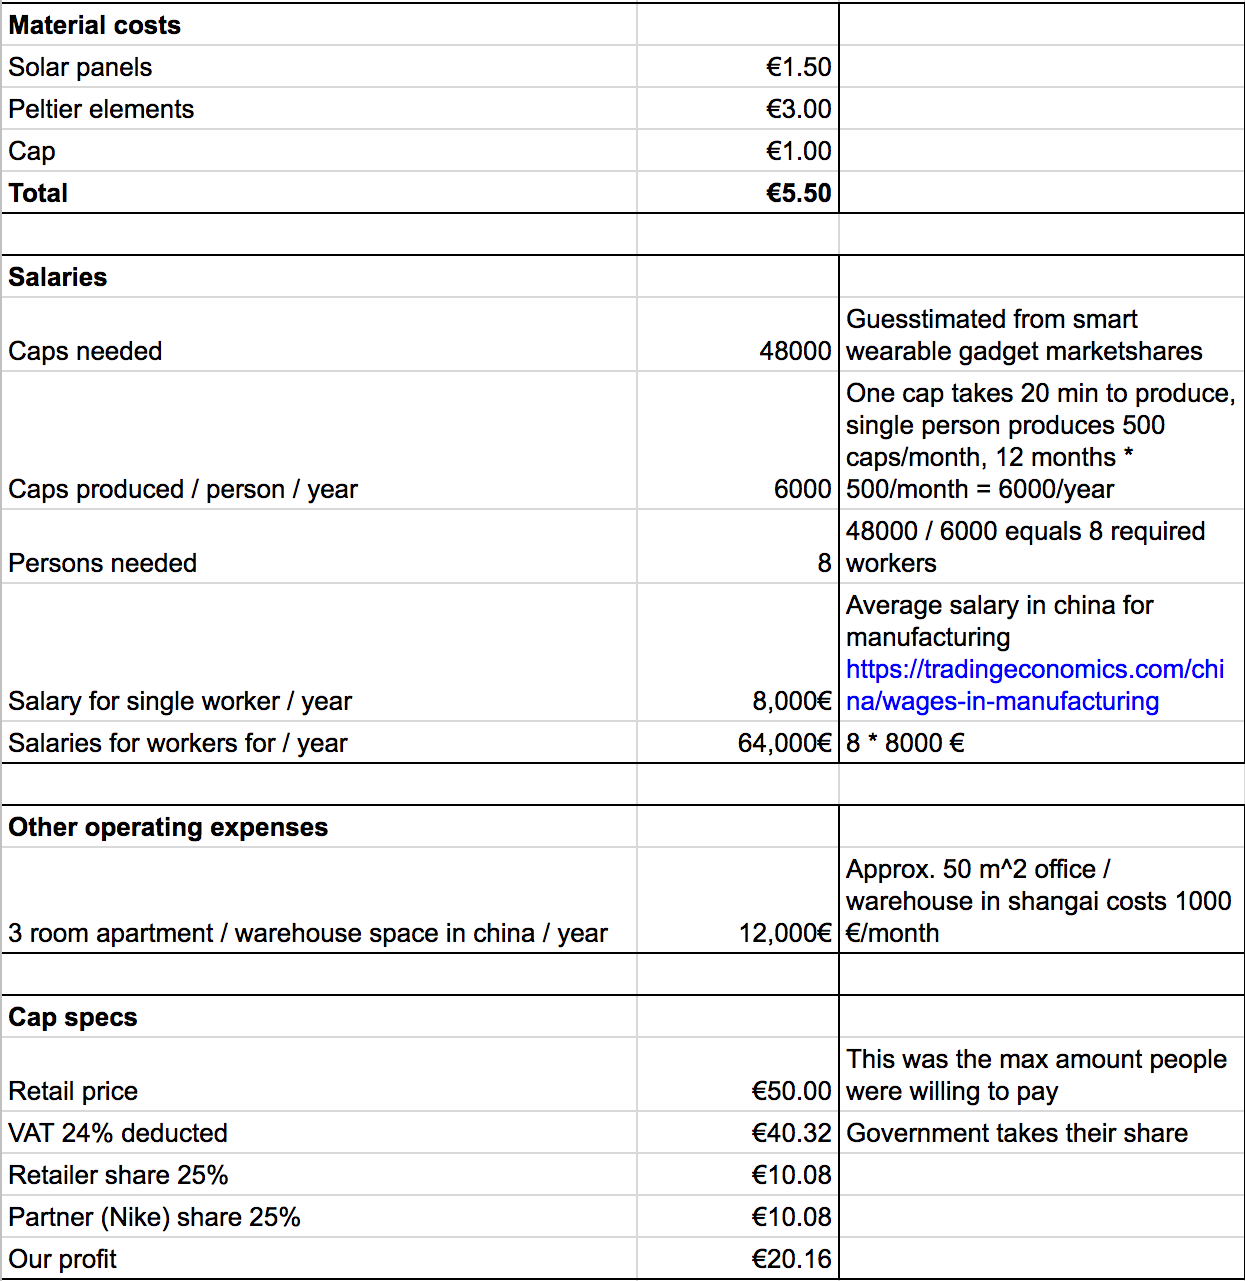 Material costs
Solar panels €1.50
Peltier elements €3.00
Cap €1.00
Total €5.50
Salaries
Guesstimated from smart
Caps needed 48000 wearable gadget marketshares
One cap takes 20 min to produce,
single person produces 500
caps/month, 12 months *
Caps produced / person / year 6000 500/month = 6000/year
48000 / 6000 equals 8 required
Persons needed 8 workers
Average salary in china for
manufacturing
https://tradingeconomics.com/chi
Salary for single worker / year 8,000€ na/wages-in-manufacturing
Salaries for workers for / year 64,000€ 8 * 8000 €
Other operating expenses
Approx. 50 m^2 office /
warehouse in shangai costs 1000
3 room apartment / warehouse space in china / year 12,000€ €/month
Cap specs
This was the max amount people
Retail price €50.00 were willing to pay
VAT 24% deducted €40.32 Government takes their share
Retailer share 25% €10.08
Partner (Nike) share 25% €10.08
Our profit €20.16